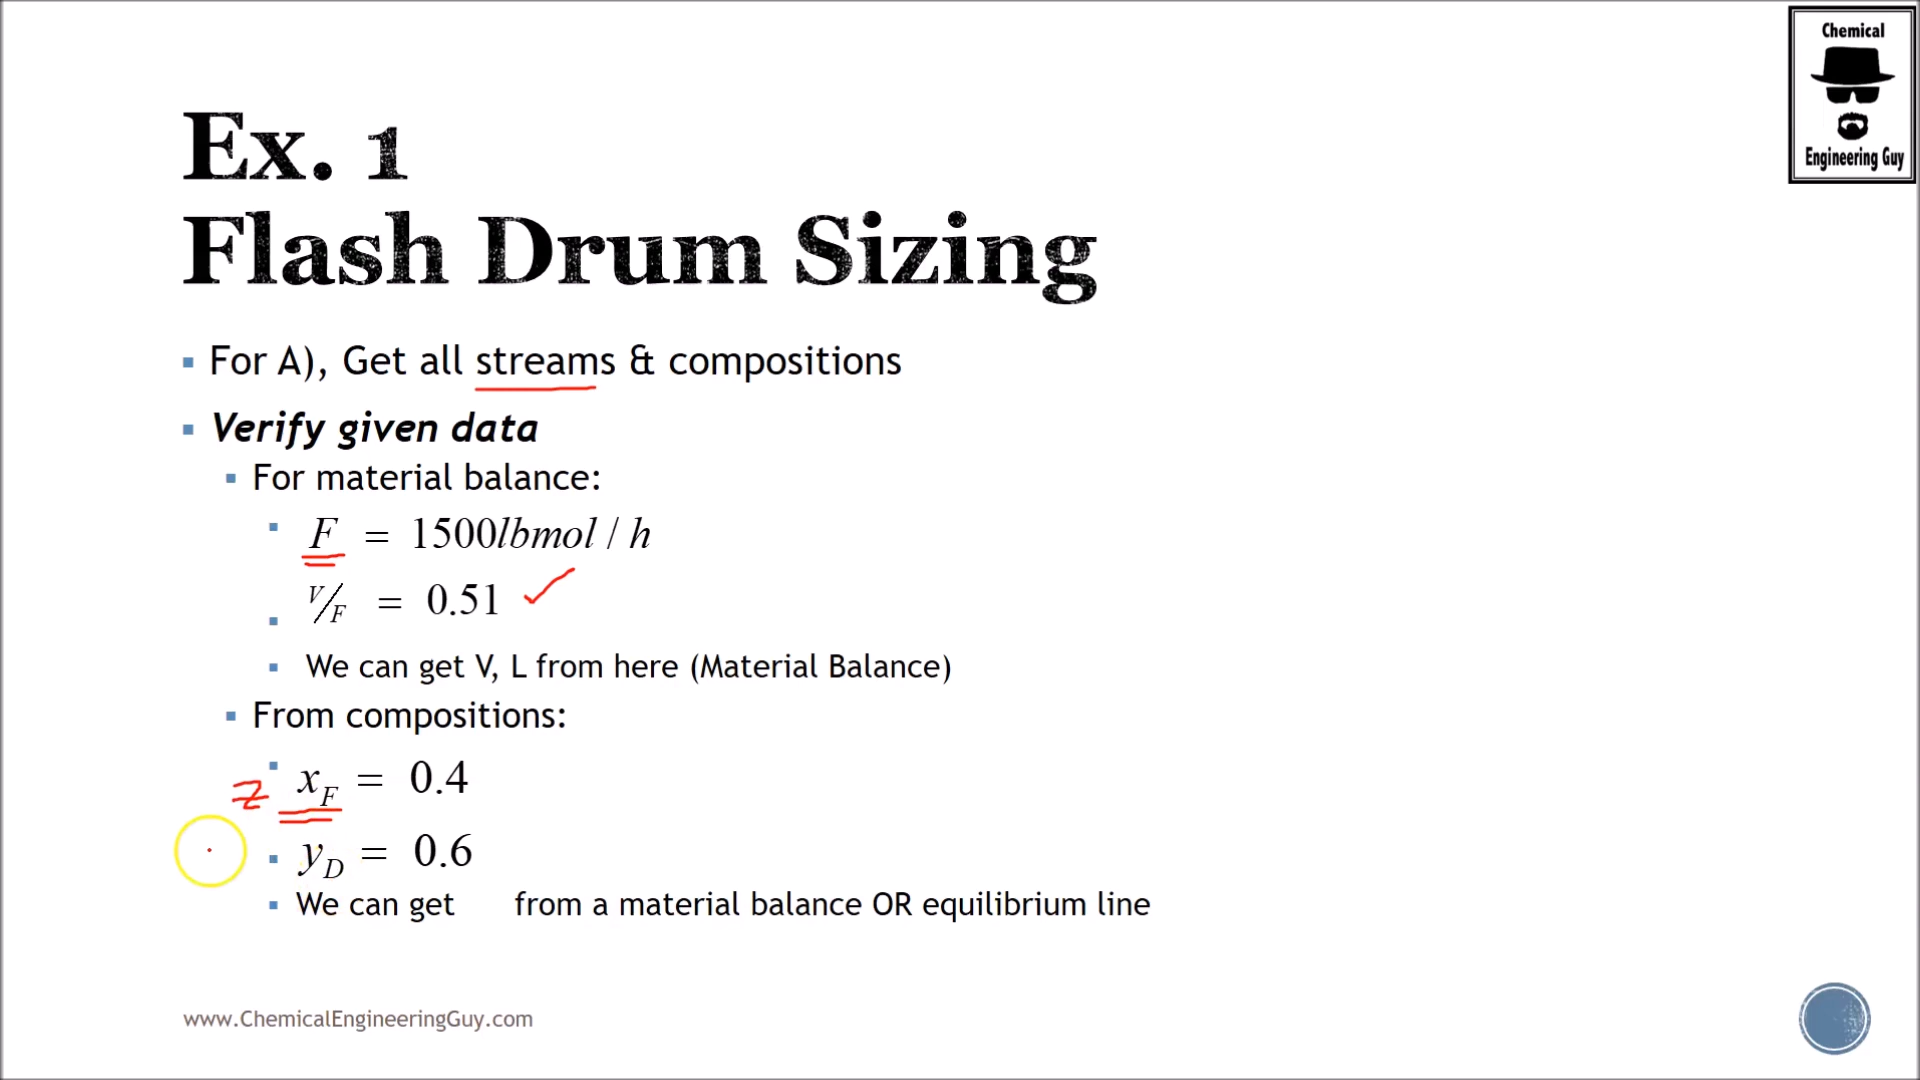 Chemical
Engineering Guy
Ex. 1
Flash Drum Sizing
For A), Get all streams & compositions
Verify given data
For material balance:
F = 1500lbmol / h
V/F = 0.51
We can get V, L from here (Material Balance)
From compositions:
z x_F = 0.4
y_D = 0.6
We can get from a material balance OR equilibrium line
www.ChemicalEngineeringGuy.com